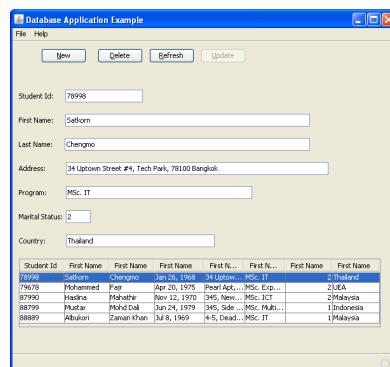 Database Application Example
File Help
New Delete Refresh Update
Student Id: 78998
First Name: Satkorn
Last Name: Chengmo
Address: 34 Uptown Street #4, Tech Park, 78100 Bangkok
Program: MSc. IT
Marital Status: 2
Country: Thailand
Student Id First Name First Name First Name First N... First N... First Name First Name
78998 Satkorn Chengmo Jan 26, 1968 34 Uptow... MSc. IT 2 Thailand
79678 Mohammed Fajr Apr 20, 1975 Pearl Apt,... MSc. Exp... 2 UEA
87990 Haslina Mahathir Nov 12, 1970 345, New... MSc. ICT 2 Malaysia
88799 Mustar Mohd Dali Jun 24, 1979 345, Side ... MSc. Multi... 1 Indonesia
88889 Albukori Zaman Khan Jul 8, 1969 4-5, Dead... MSc. IT 1 Malaysia